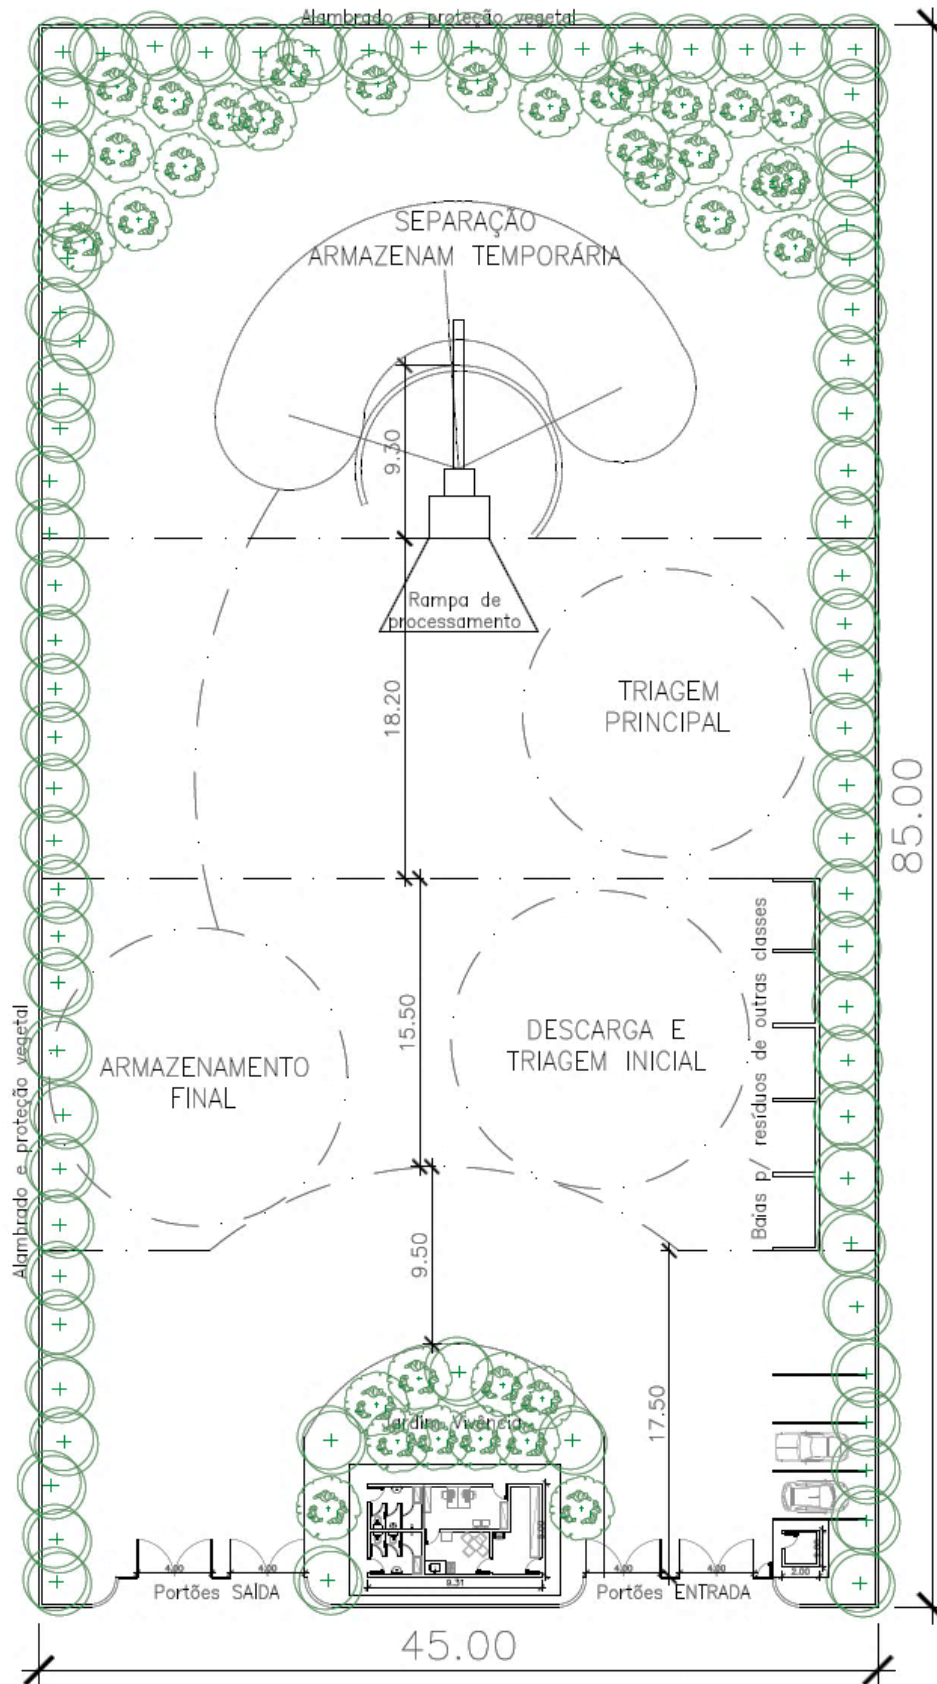 Alambrado e proteção vegetal
SEPARAÇÃO
ARMAZENAM TEMPORÁRIA
9.30
Rampa de
processamento
18.20
TRIAGEM
PRINCIPAL
85.00
Baias p/ resíduos de outras classes
15.50
DESCARGA E
TRIAGEM INICIAL
ARMAZENAMENTO
FINAL
Alambrado e proteção vegetal
9.50
17.50
Jardim Vivência
4.00
4.00
9.31
4.00
4.00
2.00
Portões SAÍDA
Portões ENTRADA
45.00